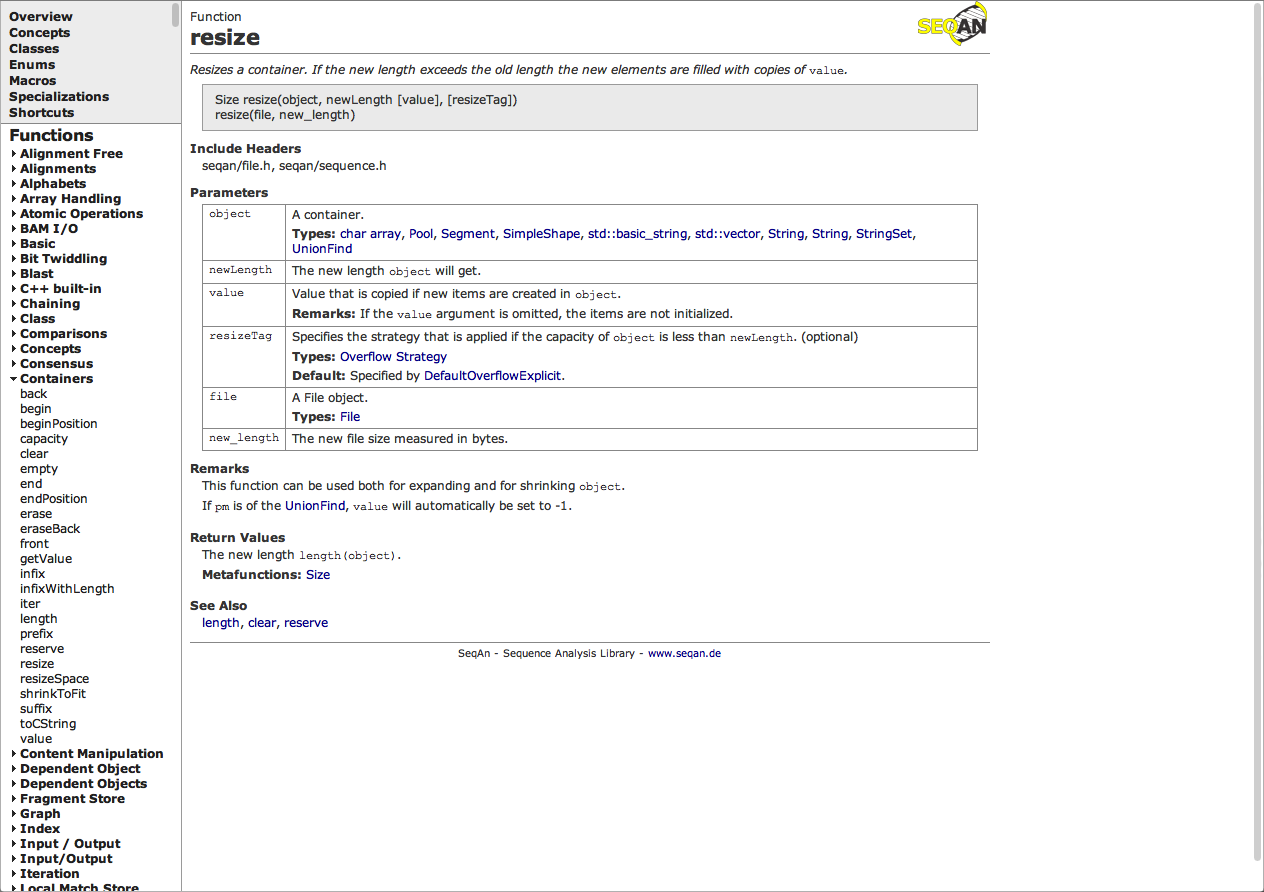 Overview
Concepts
Classes
Enums
Macros
Specializations
Shortcuts
Functions
Alignment Free
Alignments
Alphabets
Array Handling
Atomic Operations
BAM I/O
Basic
Bit Twiddling
Blast
C++ built-in
Chaining
Class
Comparisons
Concepts
Consensus
Containers
back
begin
beginPosition
capacity
clear
empty
end
endPosition
erase
eraseBack
front
getValue
infix
infixWithLength
iter
length
prefix
reserve
resize
resizeSpace
shrinkToFit
suffix
toCString
value
Content Manipulation
Dependent Object
Dependent Objects
Fragment Store
Graph
Index
Input / Output
Input/Output
Iteration
Local Match Store
Function
resize
SEQAN
Resizes a container. If the new length exceeds the old length the new elements are filled with copies of value.
Size resize(object, newLength [value], [resizeTag])
resize(file, new_length)
Include Headers
seqan/file.h, seqan/sequence.h
Parameters
object A container.
Types: char array, Pool, Segment, SimpleShape, std::basic_string, std::vector, String, String, StringSet,
UnionFind
newLength The new length object will get.
value Value that is copied if new items are created in object.
Remarks: If the value argument is omitted, the items are not initialized.
resizeTag Specifies the strategy that is applied if the capacity of object is less than newLength. (optional)
Types: Overflow Strategy
Default: Specified by DefaultOverflowExplicit.
file A File object.
Types: File
new_length The new file size measured in bytes.
Remarks
This function can be used both for expanding and for shrinking object.
If pm is of the UnionFind, value will automatically be set to -1.
Return Values
The new length length(object).
Metafunctions: Size
See Also
length, clear, reserve
SeqAn - Sequence Analysis Library - www.seqan.de